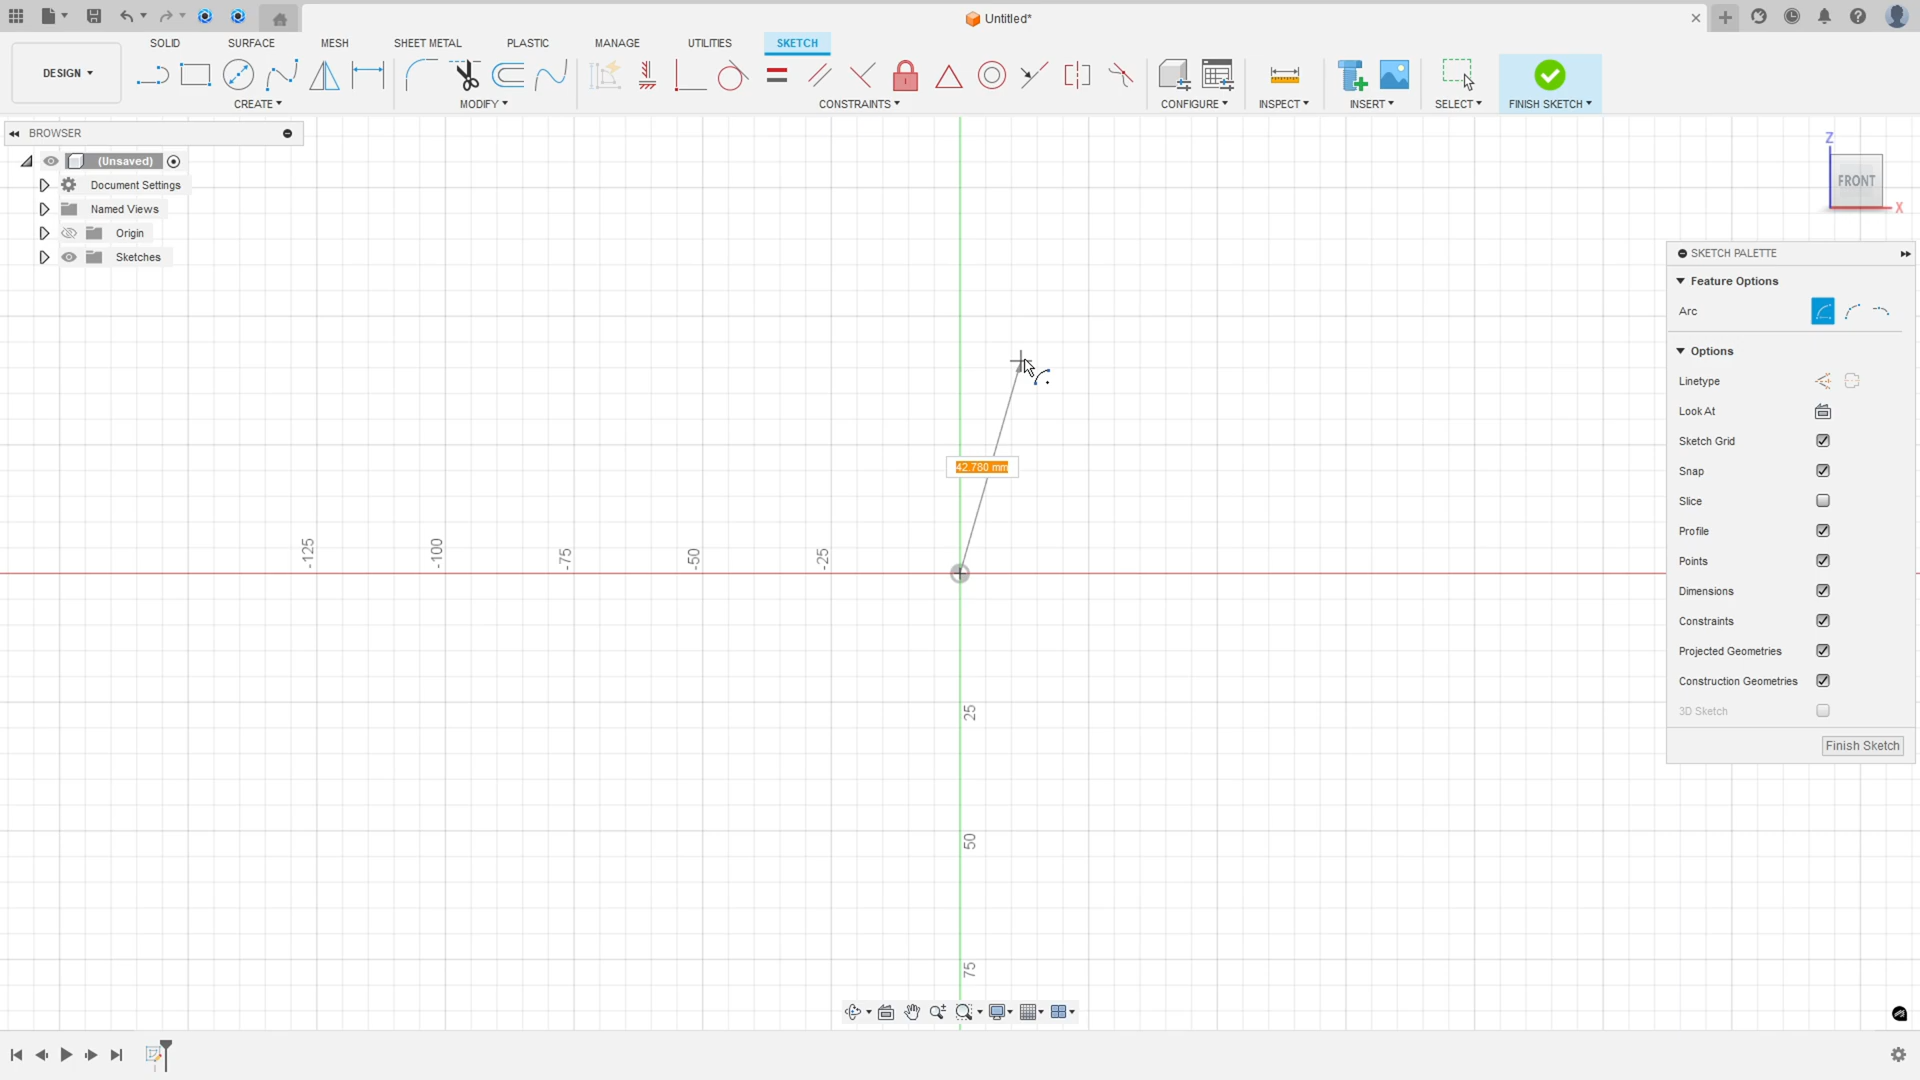 Untitled*
SOLID SURFACE MESH SHEET METAL PLASTIC MANAGE UTILITIES SKETCH
DESIGN
CREATE MODIFY CONSTRAINTS CONFIGURE INSPECT INSERT SELECT FINISH SKETCH
BROWSER
(Unsaved)
Document Settings
Named Views
Origin
Sketches
Z
FRONT
X
SKETCH PALETTE
Feature Options
Arc
Options
Linetype
Look At
Sketch Grid
Snap
Slice
Profile
Points
Dimensions
Constraints
Projected Geometries
Construction Geometries
3D Sketch
Finish Sketch
42.780 mm
-125 -100 -75 -50 -25
25
50
75